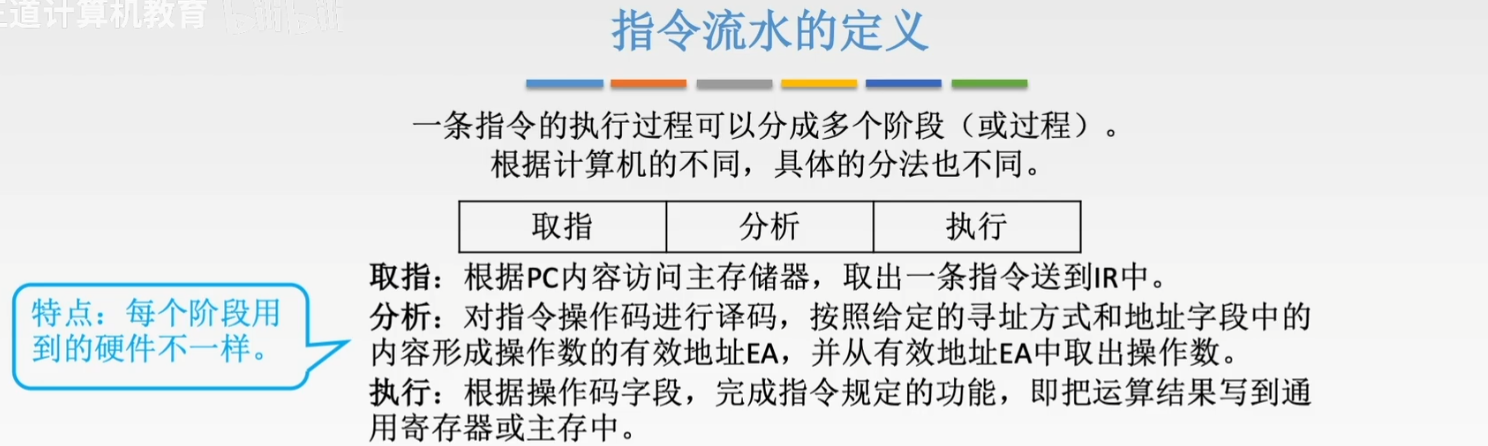 王道计算机教育 bilibili
指令流水的定义
一条指令的执行过程可以分成多个阶段（或过程）。
根据计算机的不同，具体的分法也不同。
取指 分析 执行
取指：根据PC内容访问主存储器，取出一条指令送到IR中。
特点：每个阶段用
到的硬件不一样。
分析：对指令操作码进行译码，按照给定的寻址方式和地址字段中的
内容形成操作数的有效地址EA，并从有效地址EA中取出操作数。
执行：根据操作码字段，完成指令规定的功能，即把运算结果写到通
用寄存器或主存中。